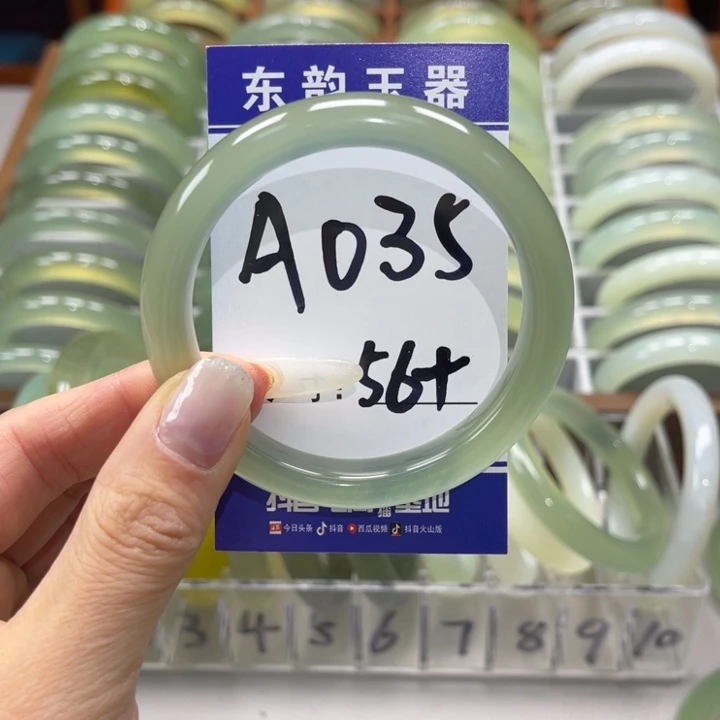 东韵玉器
A035
56+
今日头条 抖音 西瓜视频 抖音火山版
3 4 5 6 7 8 9 10